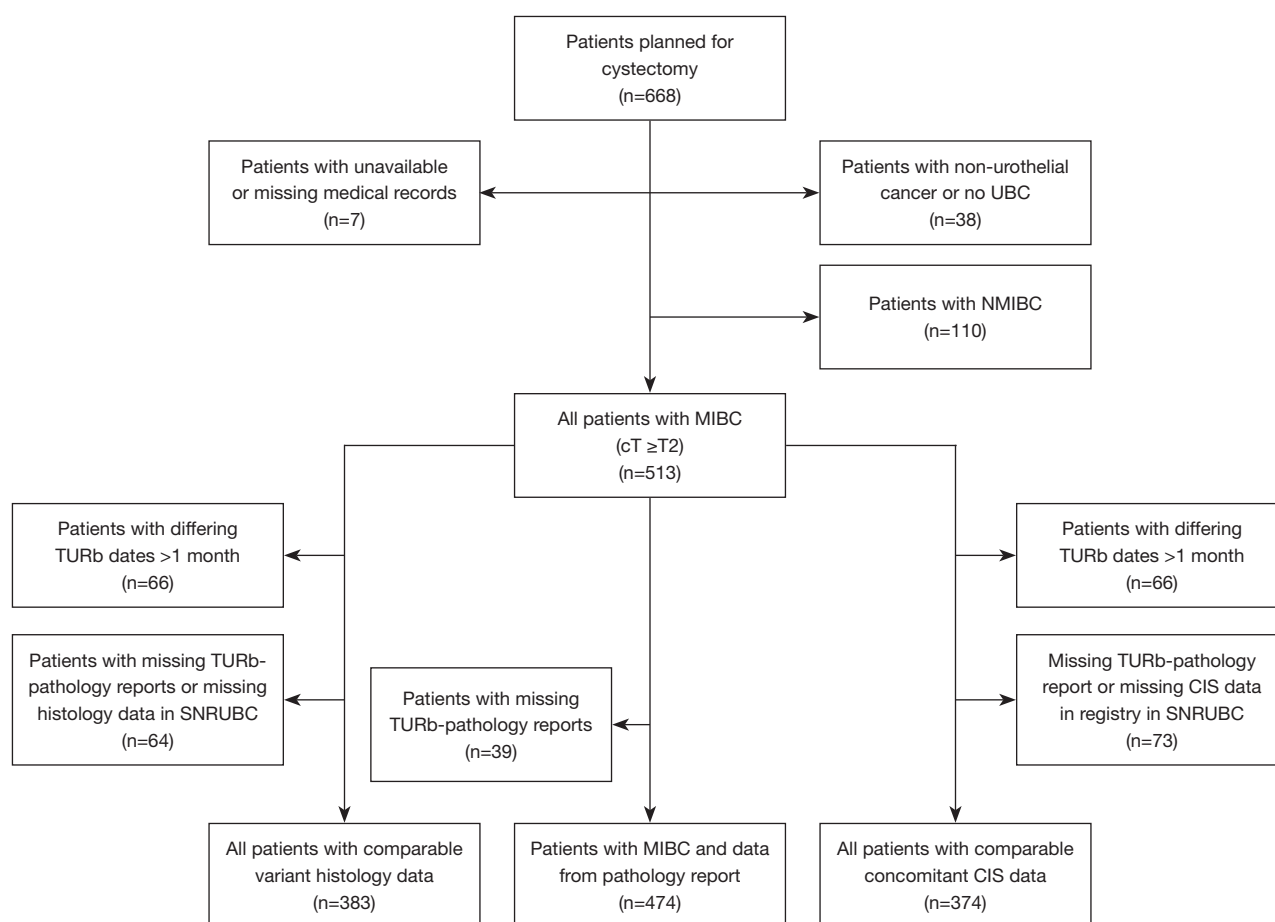 Patients planned for
cystectomy
(n=668)
Patients with unavailable
or missing medical records
(n=7)
Patients with non-urothelial
cancer or no UBC
(n=38)
Patients with NMIBC
(n=110)
All patients with MIBC
(cT ≥T2)
(n=513)
Patients with differing
TURb dates >1 month
(n=66)
Patients with differing
TURb dates >1 month
(n=66)
Patients with missing TURb-
pathology reports or missing
histology data in SNRUBC
(n=64)
Patients with missing
TURb-pathology reports
(n=39)
Missing TURb-pathology
report or missing CIS data
in registry in SNRUBC
(n=73)
All patients with comparable
variant histology data
(n=383)
Patients with MIBC and data
from pathology report
(n=474)
All patients with comparable
concomitant CIS data
(n=374)